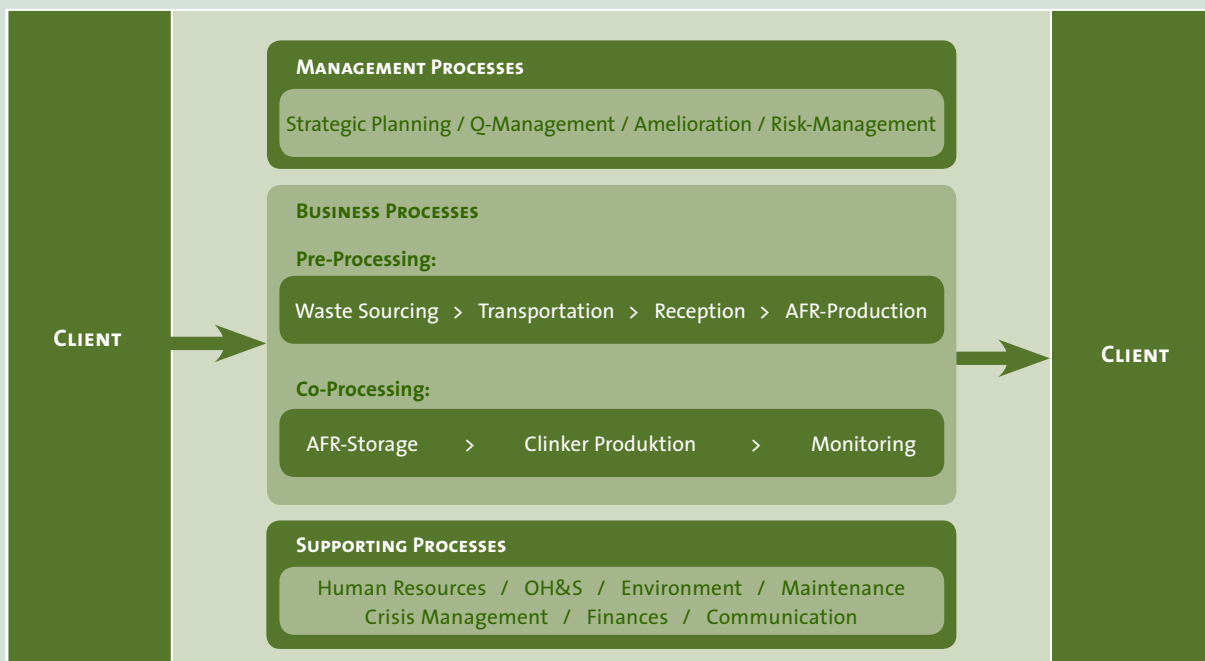 CLIENT
MANAGEMENT PROCESSES
Strategic Planning / Q-Management / Amelioration / Risk-Management
BUSINESS PROCESSES
Pre-Processing:
Waste Sourcing > Transportation > Reception > AFR-Production
Co-Processing:
AFR-Storage > Clinker Produktion > Monitoring
SUPPORTING PROCESSES
Human Resources / OH&S / Environment / Maintenance
Crisis Management / Finances / Communication
CLIENT